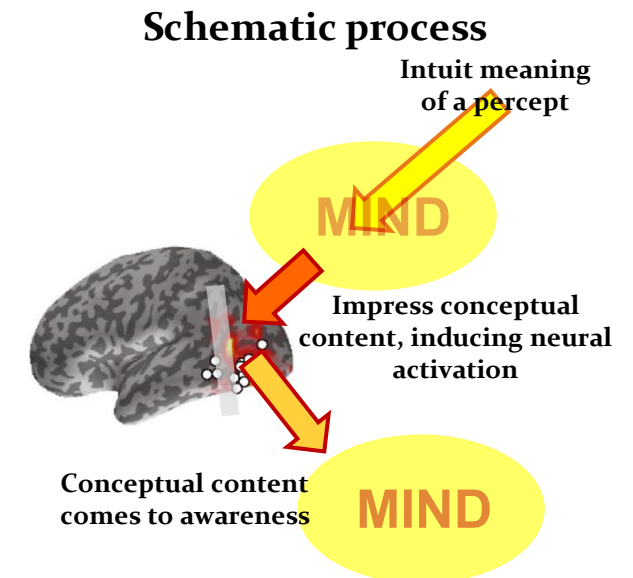 Schematic process
Intuit meaning
of a percept
MIND
Impress conceptual
content, inducing neural
activation
Conceptual content
comes to awareness
MIND